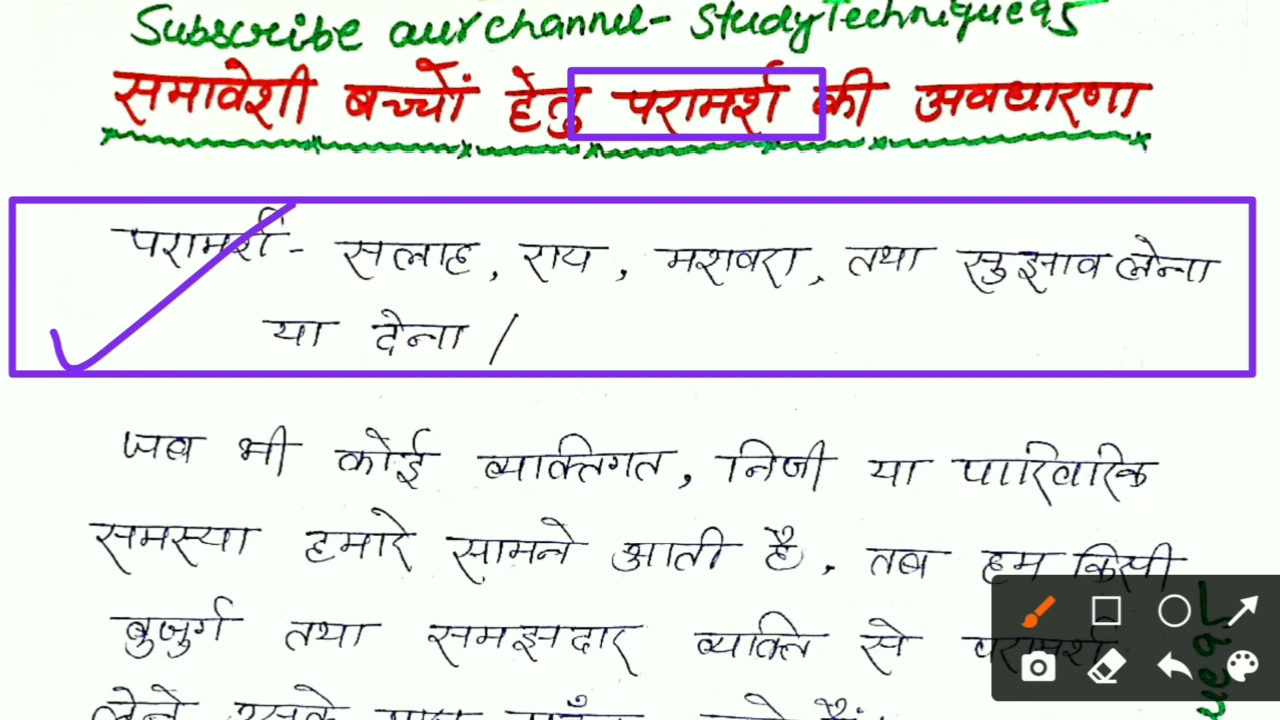 Subscribe our channel- StudyTechnique95
समावेशी बच्चों हेतु परामर्श की अवधारणा
परामर्श - सलाह, राय, मशवरा, तथा सुझाव लेना
या देना /
जब भी कोई व्यक्तिगत, निजी या पारिवारिक
समस्या हमारे सामने आती है, तब हम किसी
बुजुर्ग तथा समझदार व्यक्ति से परामर्श
लेने उसके पास